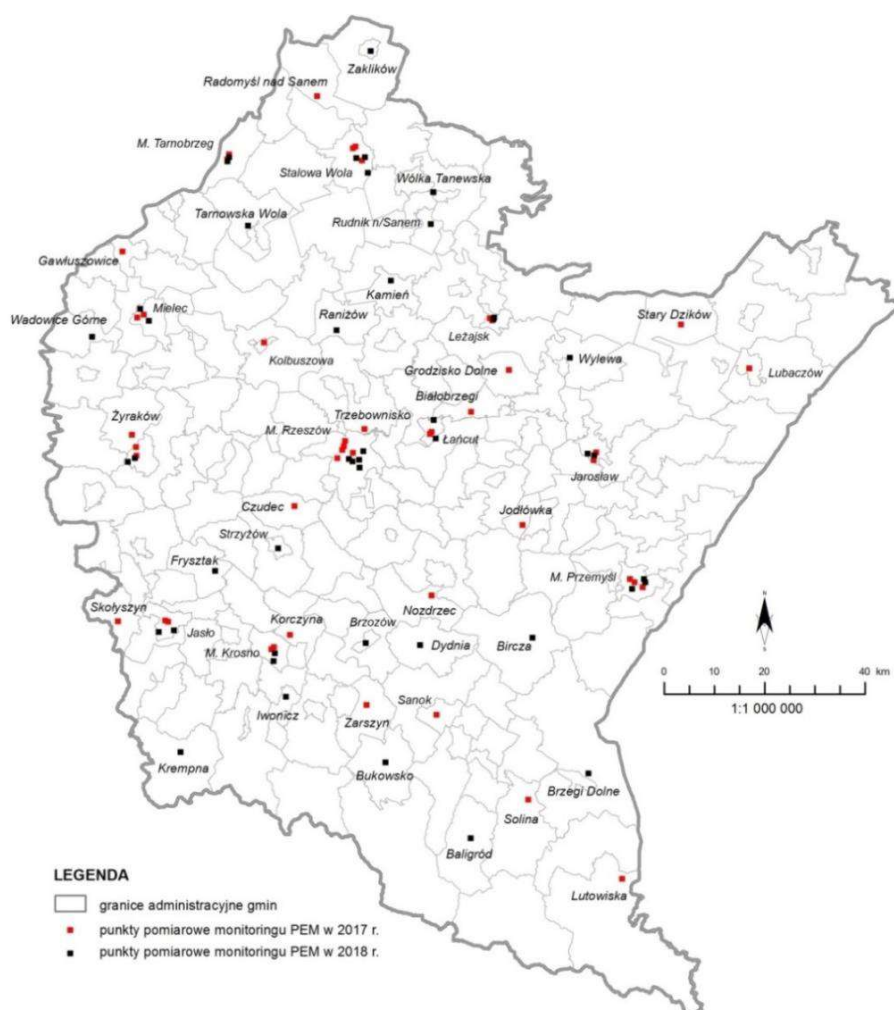 Zaklików
Radomyśl nad Sanem
M. Tarnobrzeg
Stalowa Wola
Wólka Tanewska
Tarnowska Wola
Rudnik n/Sanem
Gawłuszowice
Kamień
Mielec
Wadowice Górne
Raniżów
Leżajsk
Stary Dzików
Kolbuszowa
Wylewa
Grodzisko Dolne
Lubaczów
Białobrzegi
Żyraków
Trzebownisko
M. Rzeszów
Łańcut
Jarosław
Czudec
Jodłówka
Strzyżów
Frysztak
M. Przemyśl
Skołyszyn
Nozdrzec
Korczyna
Brzozów
Jasło
Dydnia
Bircza
M. Krosno
N
S
0 20 40 km
1:1 000 000
Iwonicz
Zarszyn
Sanok
Krempna
Bukowsko
Brzegi Dolne
Solina
Baligród
Lutowiska
LEGENDA
granice administracyjne gmin
punkty pomiarowe monitoringu PEM w 2017 r.
punkty pomiarowe monitoringu PEM w 2018 r.